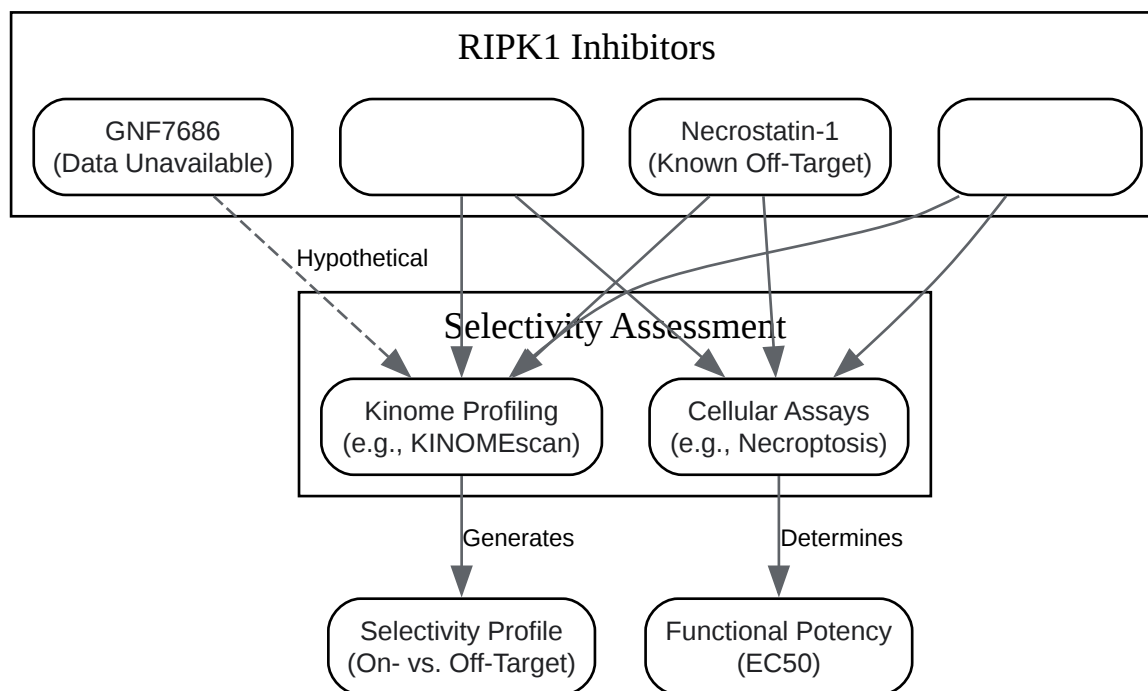 RIPK1 Inhibitors
GNF7686
(Data Unavailable)
Necrostatin-1
(Known Off-Target)
Hypothetical
Selectivity Assessment
Kinome Profiling
(e.g., KINOMEscan)
Cellular Assays
(e.g., Necroptosis)
Generates
Determines
Selectivity Profile
(On- vs. Off-Target)
Functional Potency
(EC50)